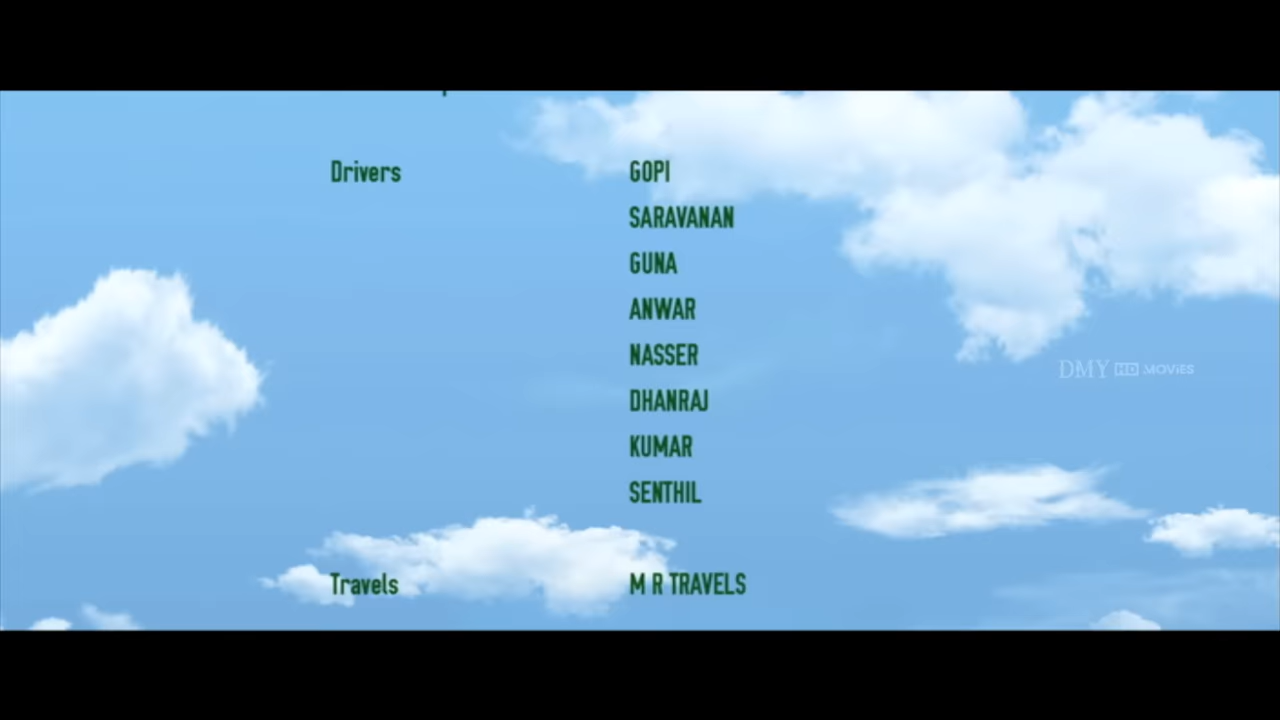 Drivers GOPI
SARAVANAN
GUNA
ANWAR
NASSER
DHANRAJ
KUMAR
SENTHIL
DMY HD MOViES
Travels M R TRAVELS